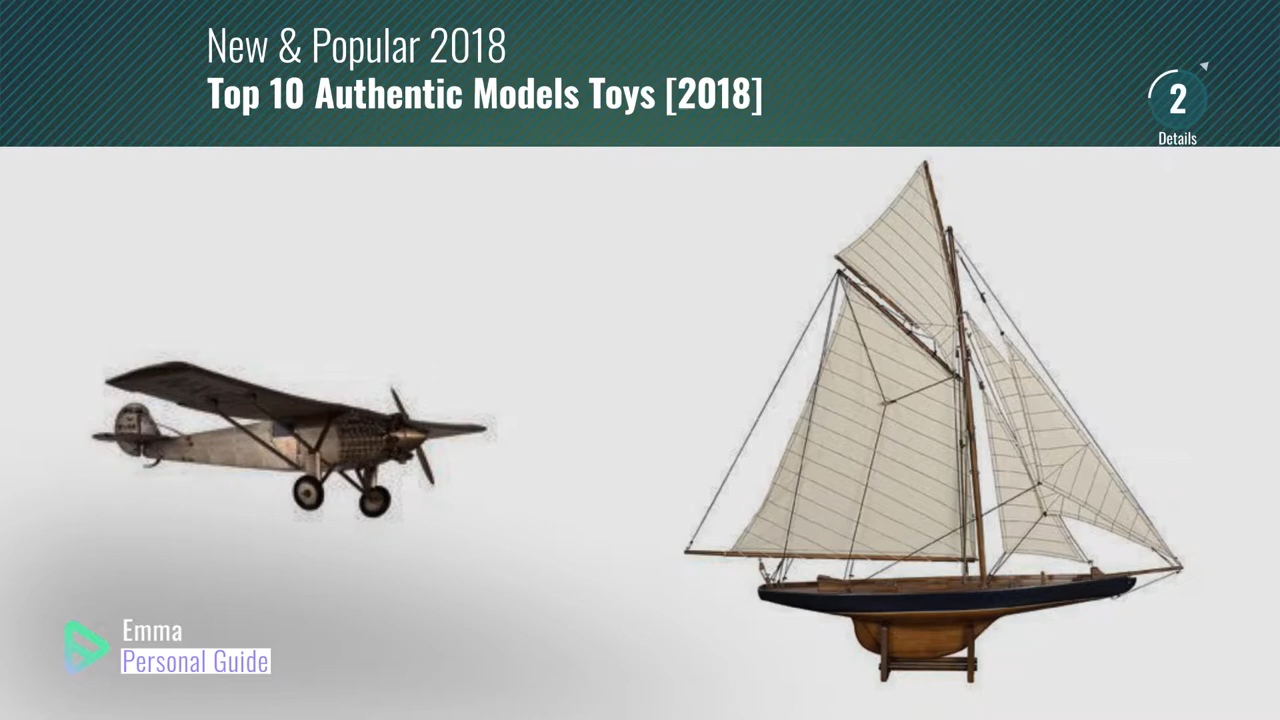 New & Popular 2018
Top 10 Authentic Models Toys [2018]
2
Details
Emma
Personal Guide